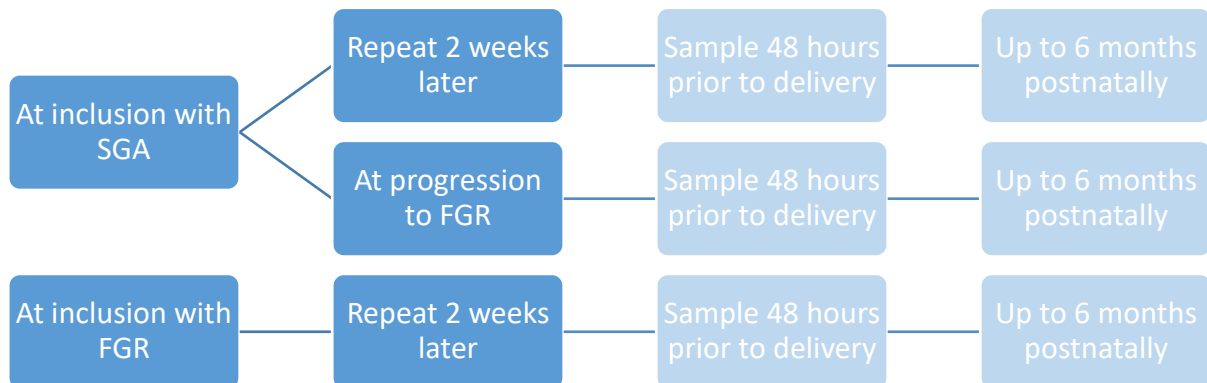 Repeat 2 weeks
later
Sample 48 hours
prior to delivery
Up to 6 months
postnatally
At inclusion with
SGA
At progression
to FGR
Sample 48 hours
prior to delivery
Up to 6 months
postnatally
At inclusion with
FGR
Repeat 2 weeks
later
Sample 48 hours
prior to delivery
Up to 6 months
postnatally